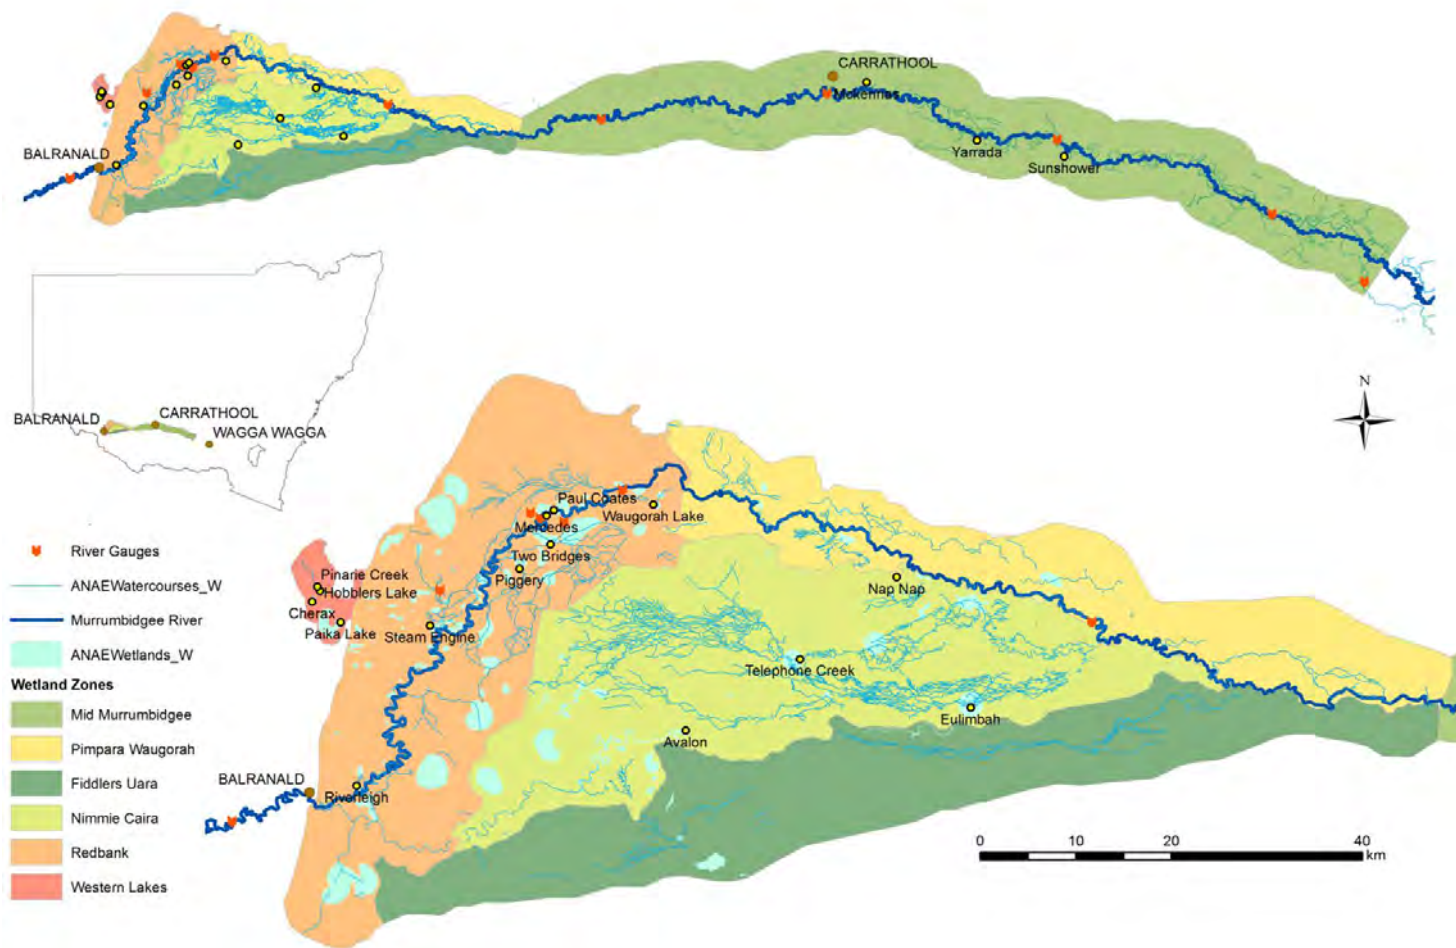 CARRATHOOL
Mckennas
BALRANALD
Yarrada
Sunshower
BALRANALD
CARRATHOOL
WAGGA WAGGA
N
Paul Coates
Mercedes
Waugorah Lake
Two Bridges
Piggery
Pinarie Creek
Hobblers Lake
Cherax
Paika Lake
Steam Engine
Nap Nap
Telephone Creek
Eulimbah
Avalon
BALRANALD
Riverleigh
River Gauges
ANAEWatercourses_W
Murrumbidgee River
ANAEWetlands_W
Wetland Zones
Mid Murrumbidgee
Pimpara Waugorah
Fiddlers Uara
Nimmie Caira
Redbank
Western Lakes
0 10 20 40
km